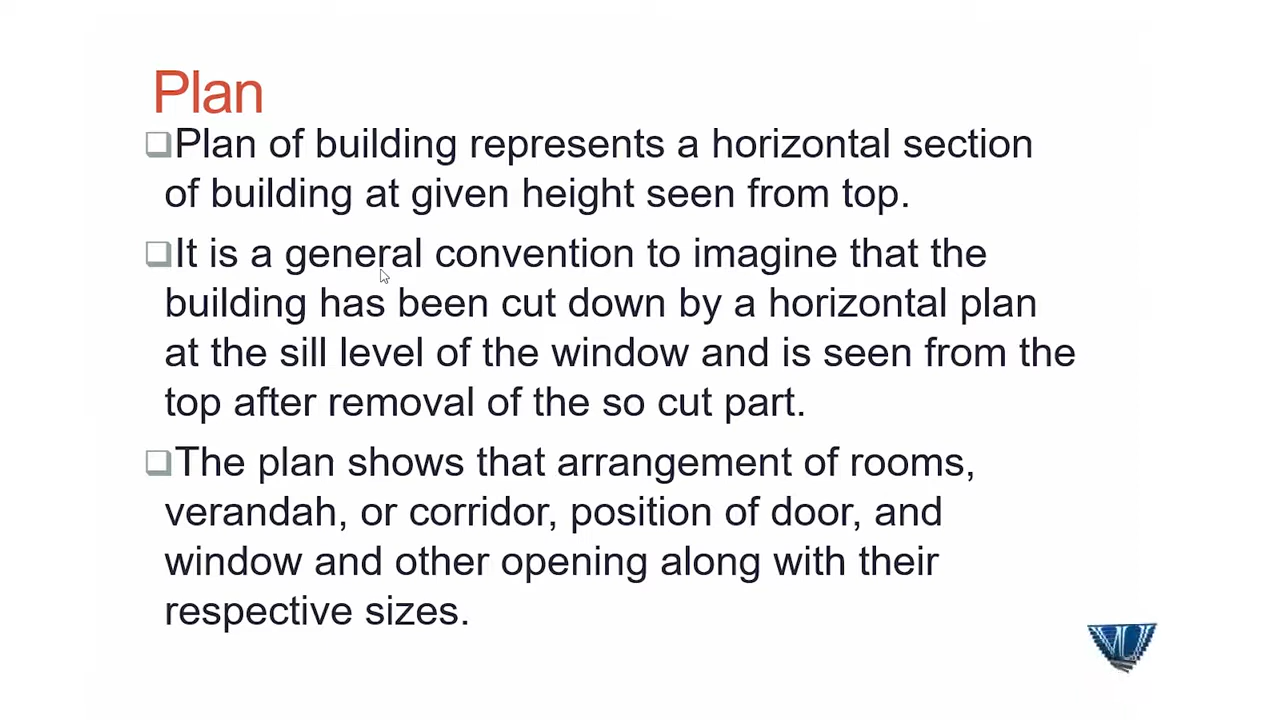 Plan
Plan of building represents a horizontal section
of building at given height seen from top.
It is a general convention to imagine that the
building has been cut down by a horizontal plan
at the sill level of the window and is seen from the
top after removal of the so cut part.
The plan shows that arrangement of rooms,
verandah, or corridor, position of door, and
window and other opening along with their
respective sizes.
VU